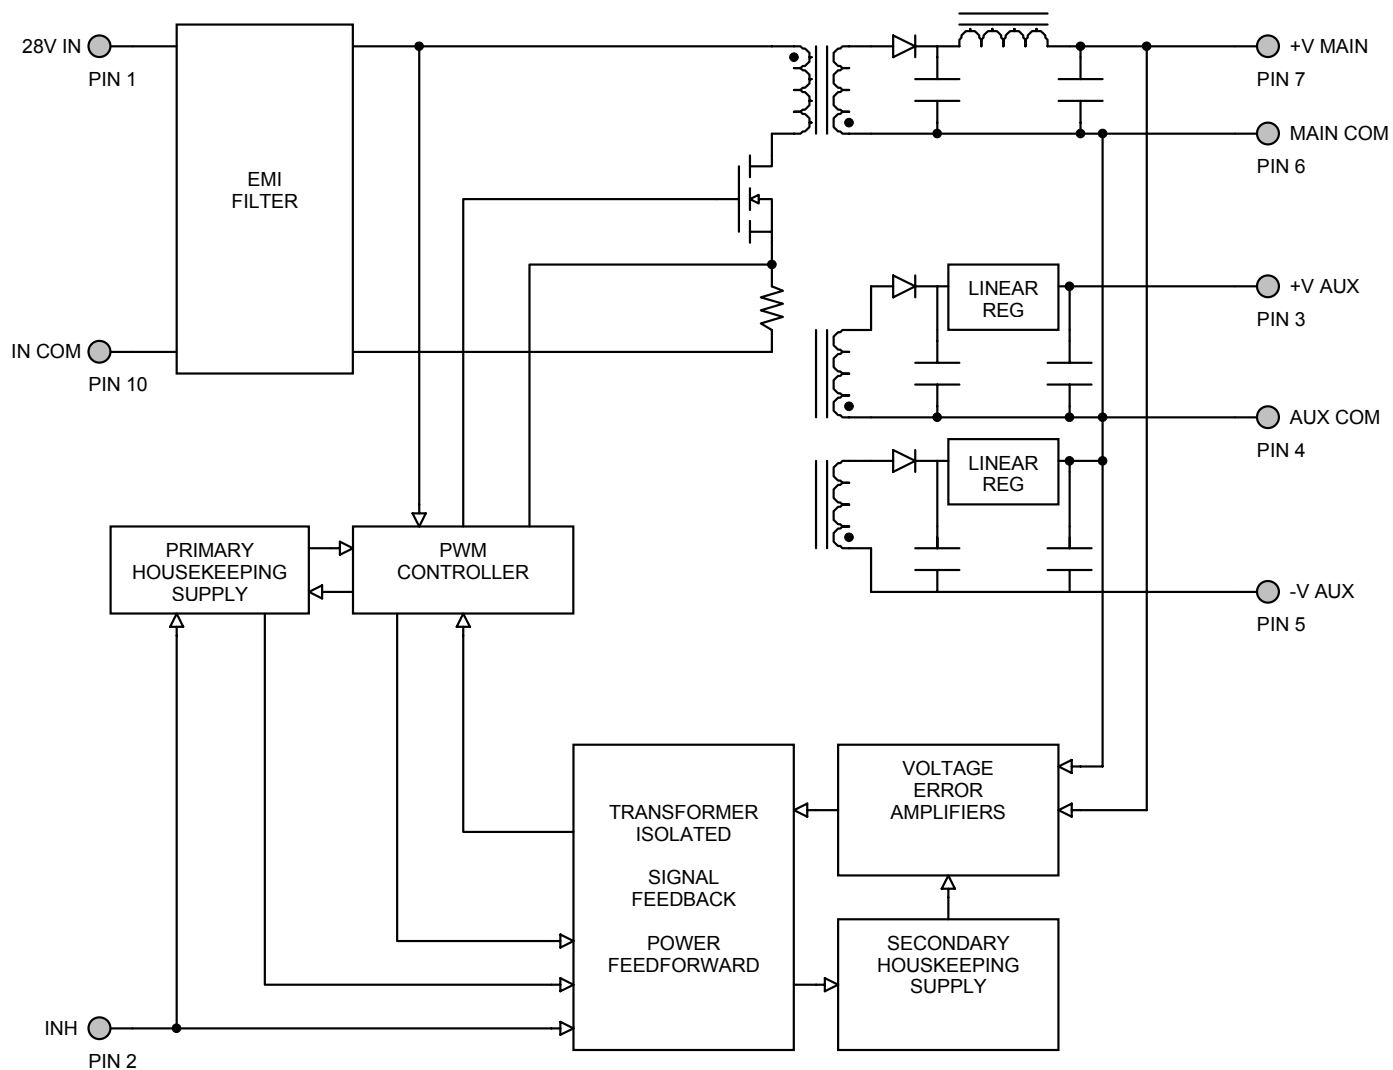 28V IN
PIN 1
EMI
FILTER
+V MAIN
PIN 7
MAIN COM
PIN 6
LINEAR
REG
+V AUX
PIN 3
IN COM
PIN 10
AUX COM
PIN 4
LINEAR
REG
PRIMARY
HOUSEKEEPING
SUPPLY
PWM
CONTROLLER
-V AUX
PIN 5
TRANSFORMER
ISOLATED
SIGNAL
FEEDBACK
POWER
FEEDFORWARD
VOLTAGE
ERROR
AMPLIFIERS
SECONDARY
HOUSKEEPING
SUPPLY
INH
PIN 2